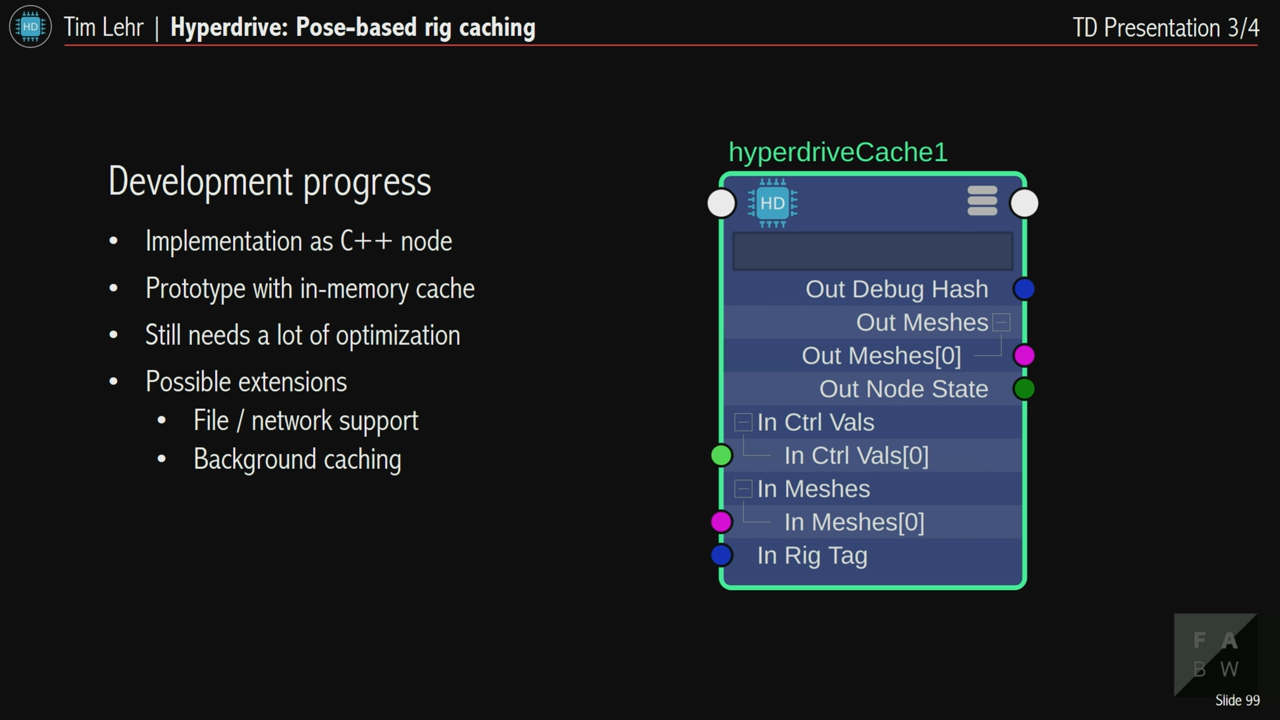 HD
Tim Lehr | Hyperdrive: Pose-based rig caching
TD Presentation 3/4
Development progress
• Implementation as C++ node
• Prototype with in-memory cache
• Still needs a lot of optimization
• Possible extensions
• File / network support
• Background caching
hyperdriveCache1
HD
Out Debug Hash
Out Meshes
Out Meshes[0]
Out Node State
In Ctrl Vals
In Ctrl Vals[0]
In Meshes
In Meshes[0]
In Rig Tag
F A
B W
Slide 99